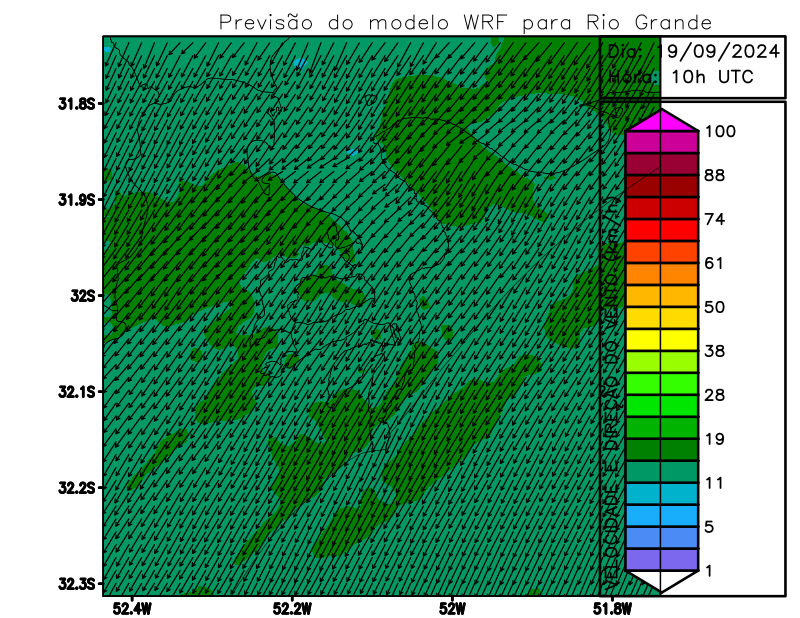 Previsão do modelo WRF para Rio Grande
Dia: 19/09/2024
Hora: 10h UTC
31.8S
31.9S
32S
32.1S
32.2S
32.3S
52.4W
52.2W
52W
51.8W
VELOCIDADE E DIREÇÃO DO VENTO
100
88
74
61
50
38
28
19
11
5
1